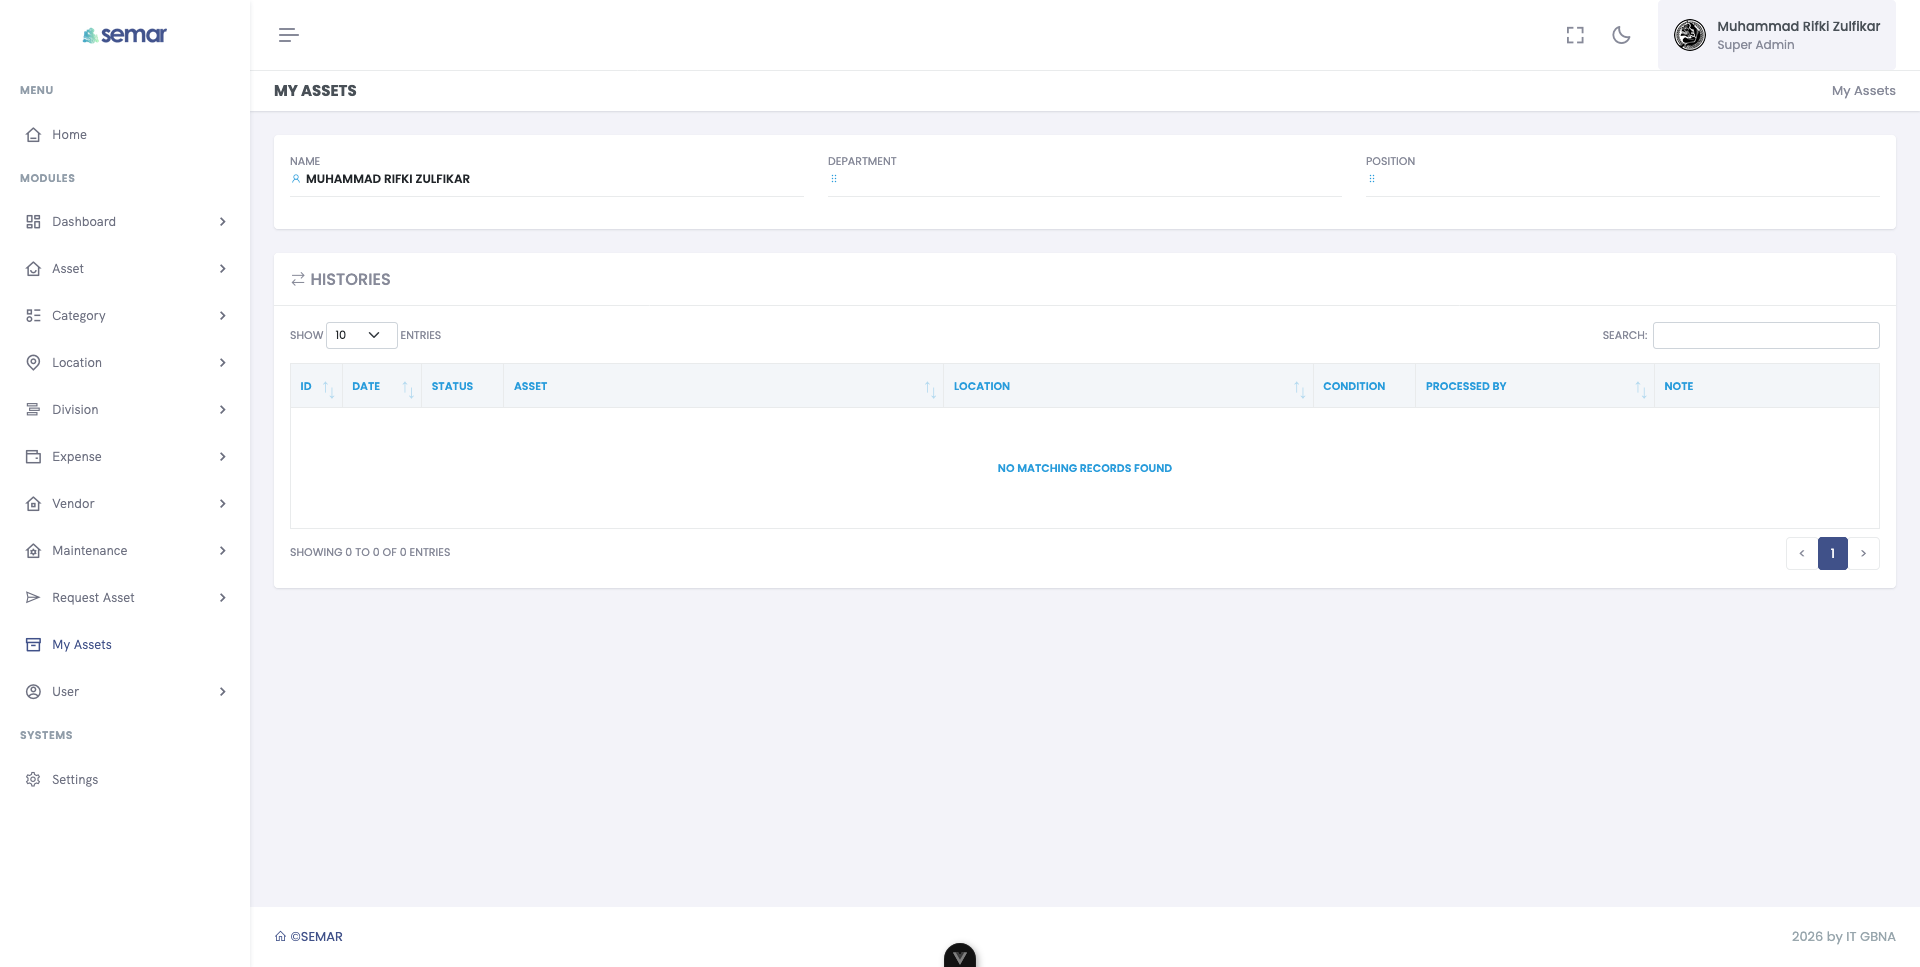 semar
Muhammad Rifki Zulfikar
Super Admin
MENU
Home
MODULES
Dashboard
Asset
Category
Location
Division
Expense
Vendor
Maintenance
Request Asset
My Assets
User
SYSTEMS
Settings
MY ASSETS
My Assets
NAME
MUHAMMAD RIFKI ZULFIKAR
DEPARTMENT
POSITION
HISTORIES
SHOW 10 ENTRIES
SEARCH:
ID DATE STATUS ASSET LOCATION CONDITION PROCESSED BY NOTE
NO MATCHING RECORDS FOUND
SHOWING 0 TO 0 OF 0 ENTRIES
< 1 >
©SEMAR
2026 by IT GBNA